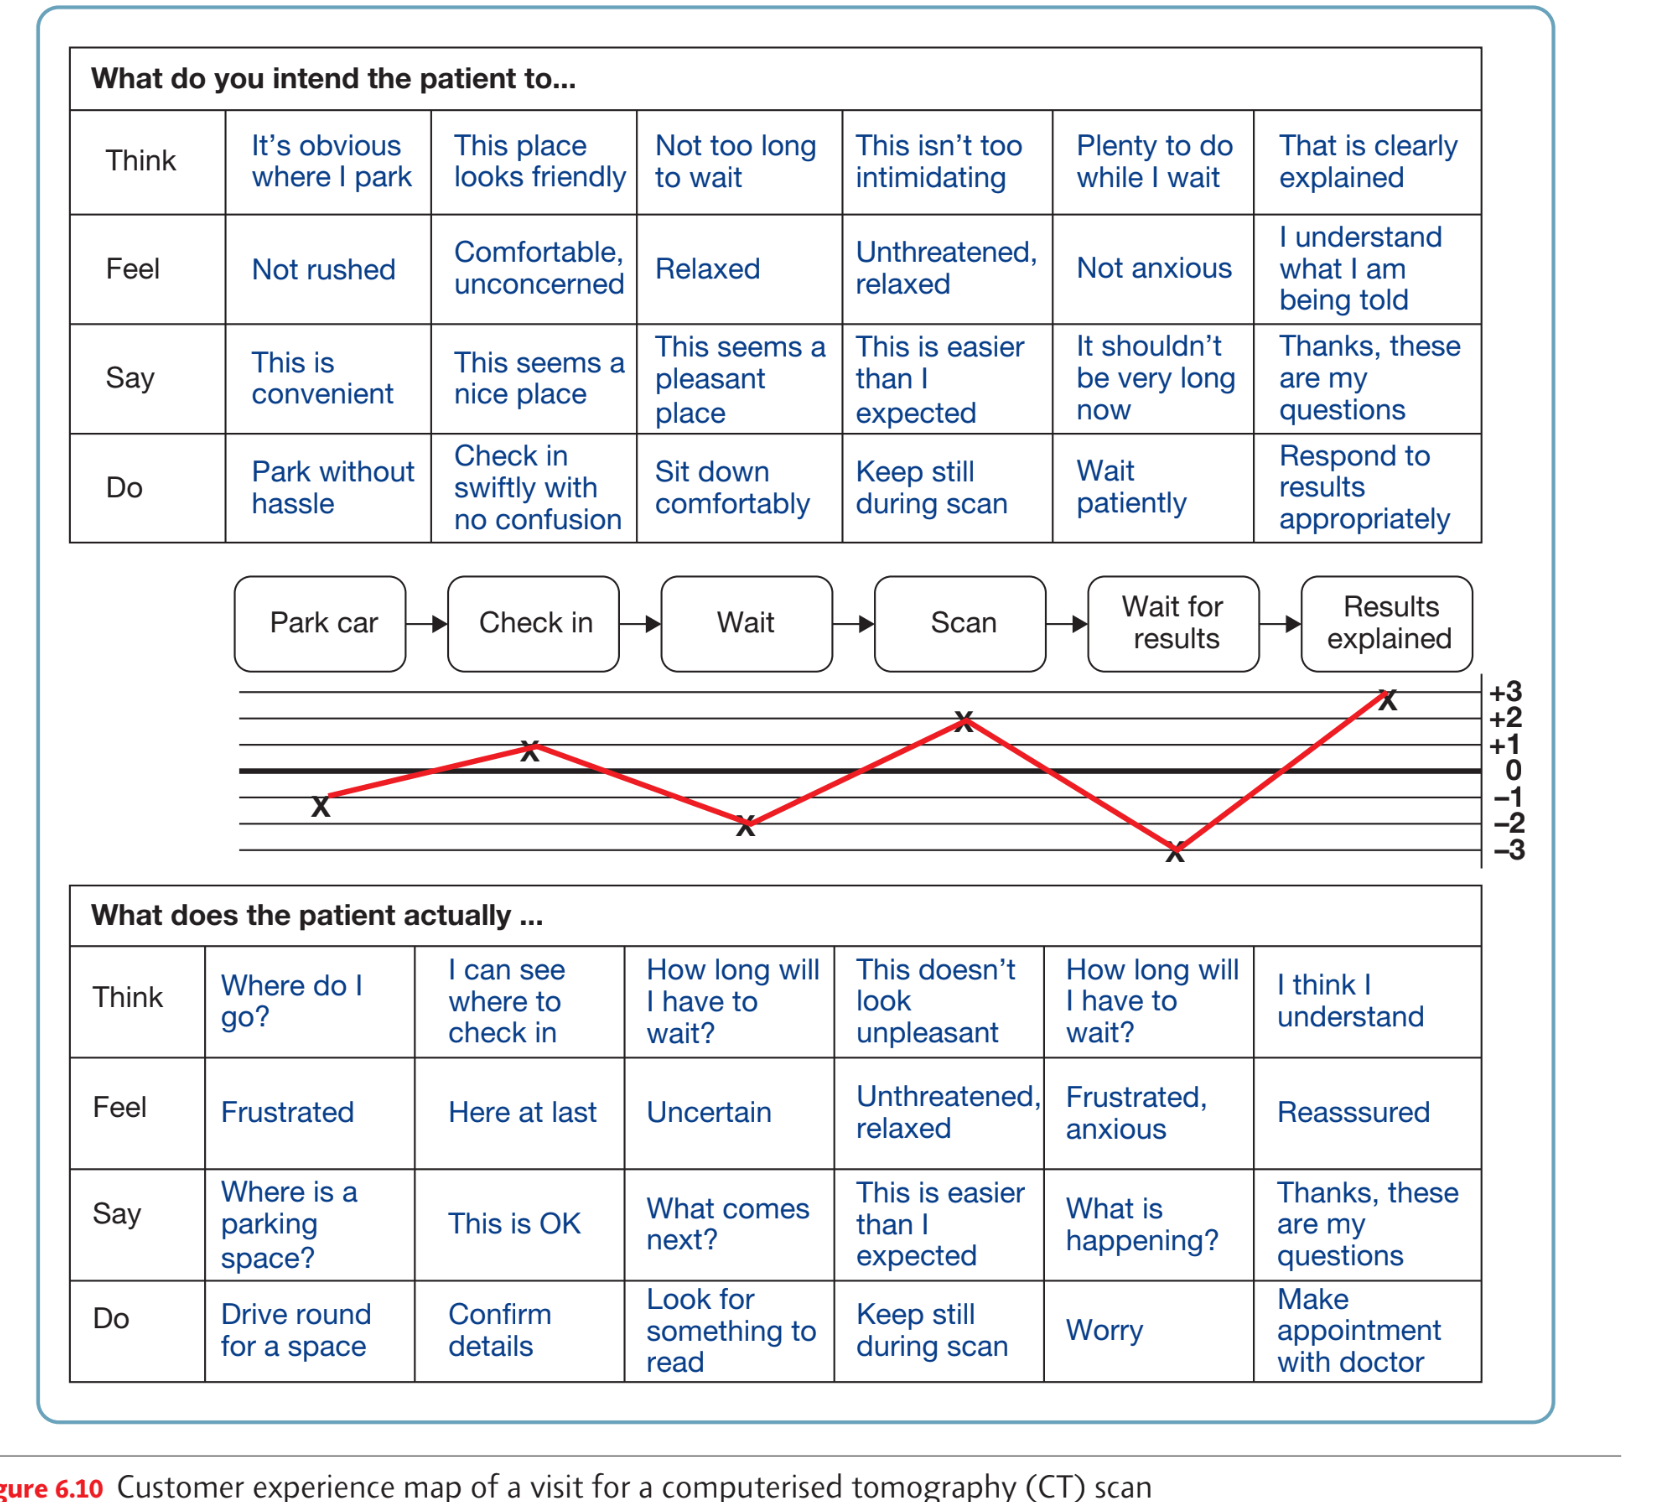 What do you intend the patient to...
Think
It's obvious
where I park
This place
looks friendly
Not too long
to wait
This isn't too
intimidating
Plenty to do
while I wait
That is clearly
explained
Feel
Not rushed
Comfortable,
unconcerned
Relaxed
Unthreatened,
relaxed
Not anxious
I understand
what I am
being told
Say
This is
convenient
This seems a
nice place
This seems a
pleasant
place
This is easier
than I
expected
It shouldn't
be very long
now
Thanks, these
are my
questions
Do
Park without
hassle
Check in
swiftly with
no confusion
Sit down
comfortably
Keep still
during scan
Wait
patiently
Respond to
results
appropriately
Park car
Check in
Wait
Scan
Wait for
results
Results
explained
+3
+2
+1
0
–1
–2
–3
X
X
X
X
X
X
What does the patient actually ...
Think
Where do I
go?
I can see
where to
check in
How long will
I have to
wait?
This doesn't
look
unpleasant
How long will
I have to
wait?
I think I
understand
Feel
Frustrated
Here at last
Uncertain
Unthreatened,
relaxed
Frustrated,
anxious
Reasssured
Say
Where is a
parking
space?
This is OK
What comes
next?
This is easier
than I
expected
What is
happening?
Thanks, these
are my
questions
Do
Drive round
for a space
Confirm
details
Look for
something to
read
Keep still
during scan
Worry
Make
appointment
with doctor
gure 6.10 Customer experience map of a visit for a computerised tomography (CT) scan